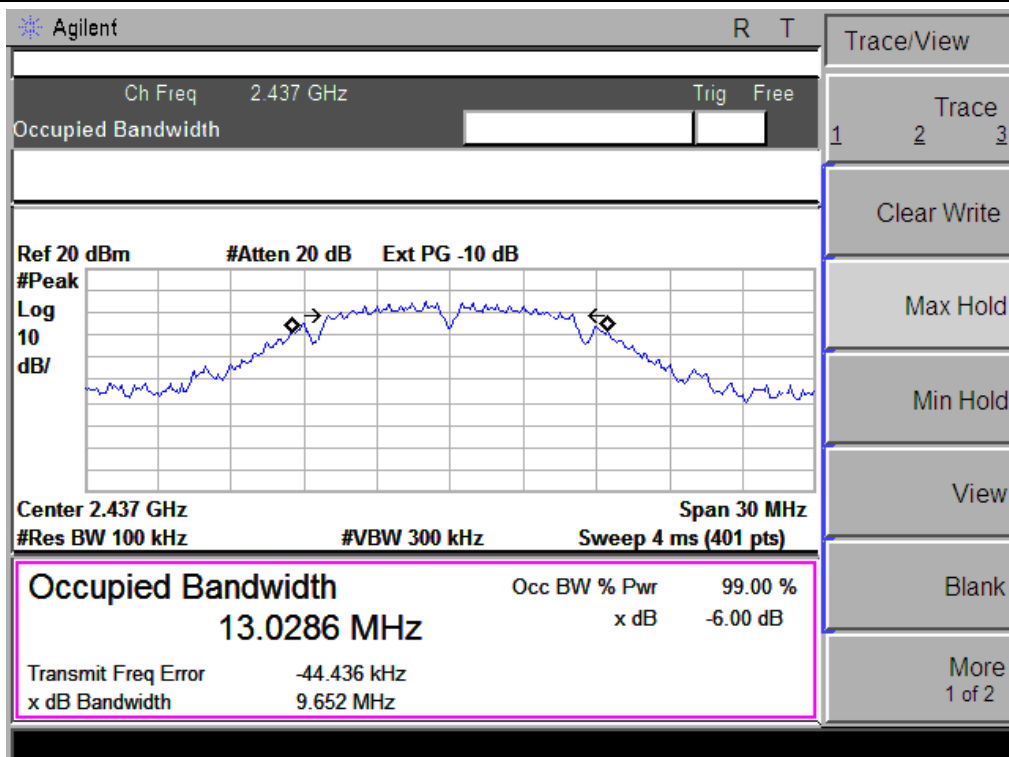 Agilent R T
Trace/View
Ch Freq 2.437 GHz Trig Free
Occupied Bandwidth
Trace
1 2 3
Clear Write
Max Hold
Min Hold
View
Blank
More
1 of 2
Ref 20 dBm #Atten 20 dB Ext PG -10 dB
#Peak
Log
10
dB/
Center 2.437 GHz Span 30 MHz
#Res BW 100 kHz #VBW 300 kHz Sweep 4 ms (401 pts)
Occupied Bandwidth Occ BW % Pwr 99.00 %
13.0286 MHz x dB -6.00 dB
Transmit Freq Error -44.436 kHz
x dB Bandwidth 9.652 MHz